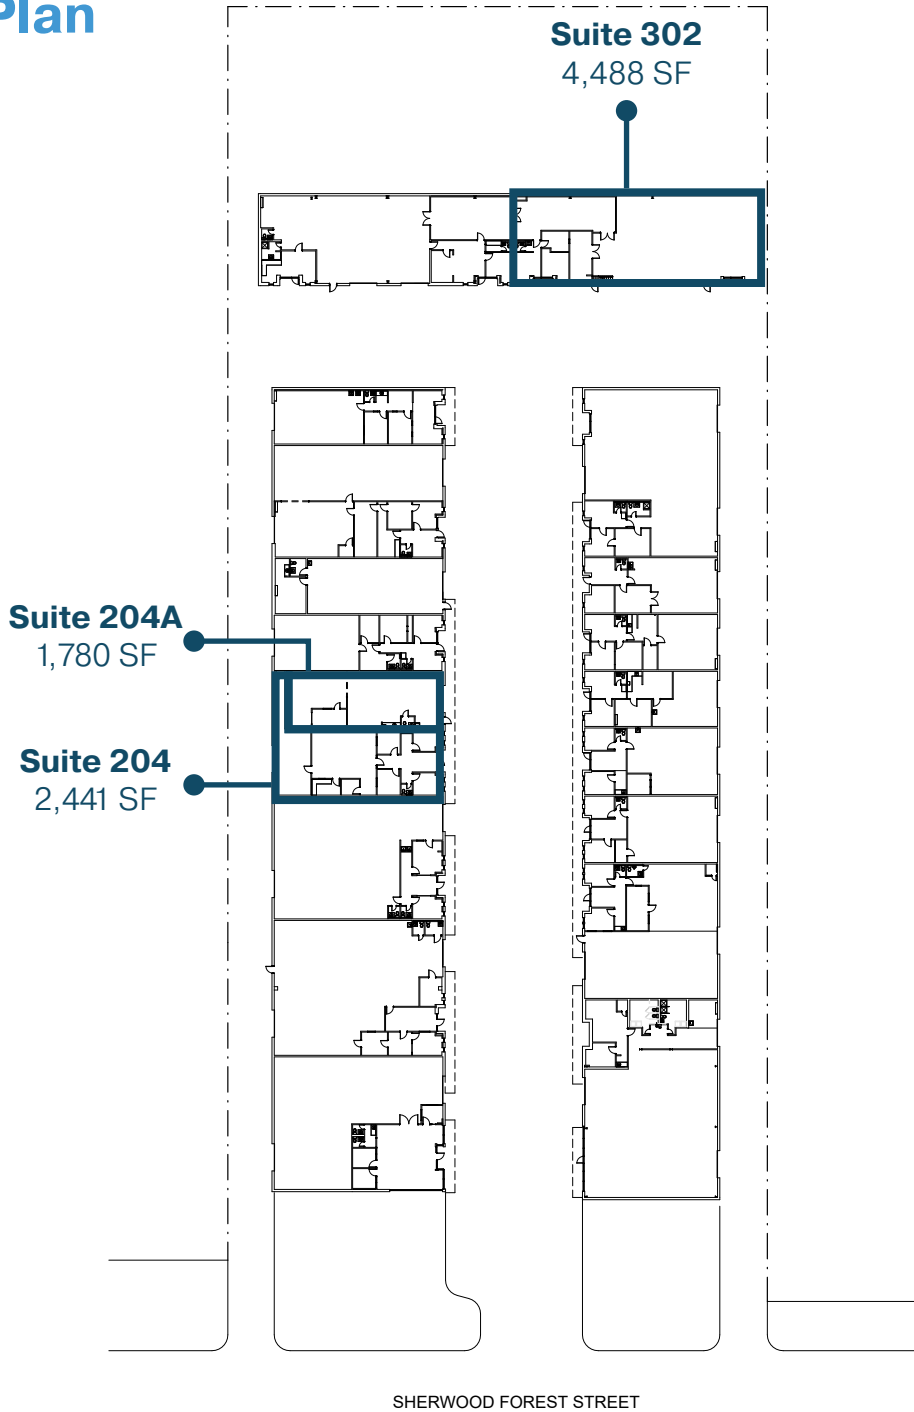 Plan
Suite 302
4,488 SF
Suite 204A
1,780 SF
Suite 204
2,441 SF
SHERWOOD FOREST STREET